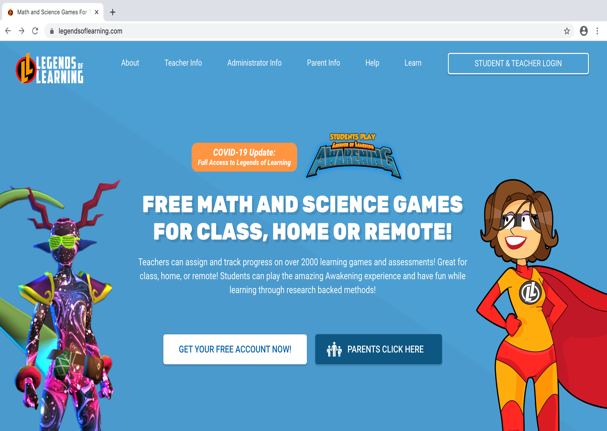 Math and Science Games For
legendsoflearning.com
LEGENDS OF
LEARNING
About
Teacher Info
Administrator Info
Parent Info
Help
Learn
STUDENT & TEACHER LOGIN
COVID-19 Update:
Full Access to Legends of Learning
STUDENTS PLAY
Legends of Learning
AWAKENING
FREE MATH AND SCIENCE GAMES
FOR CLASS, HOME OR REMOTE!
Teachers can assign and track progress on over 2000 learning games and assessments! Great for
class, home, or remote! Students can play the amazing Awakening experience and have fun while
learning through research backed methods!
GET YOUR FREE ACCOUNT NOW!
PARENTS CLICK HERE